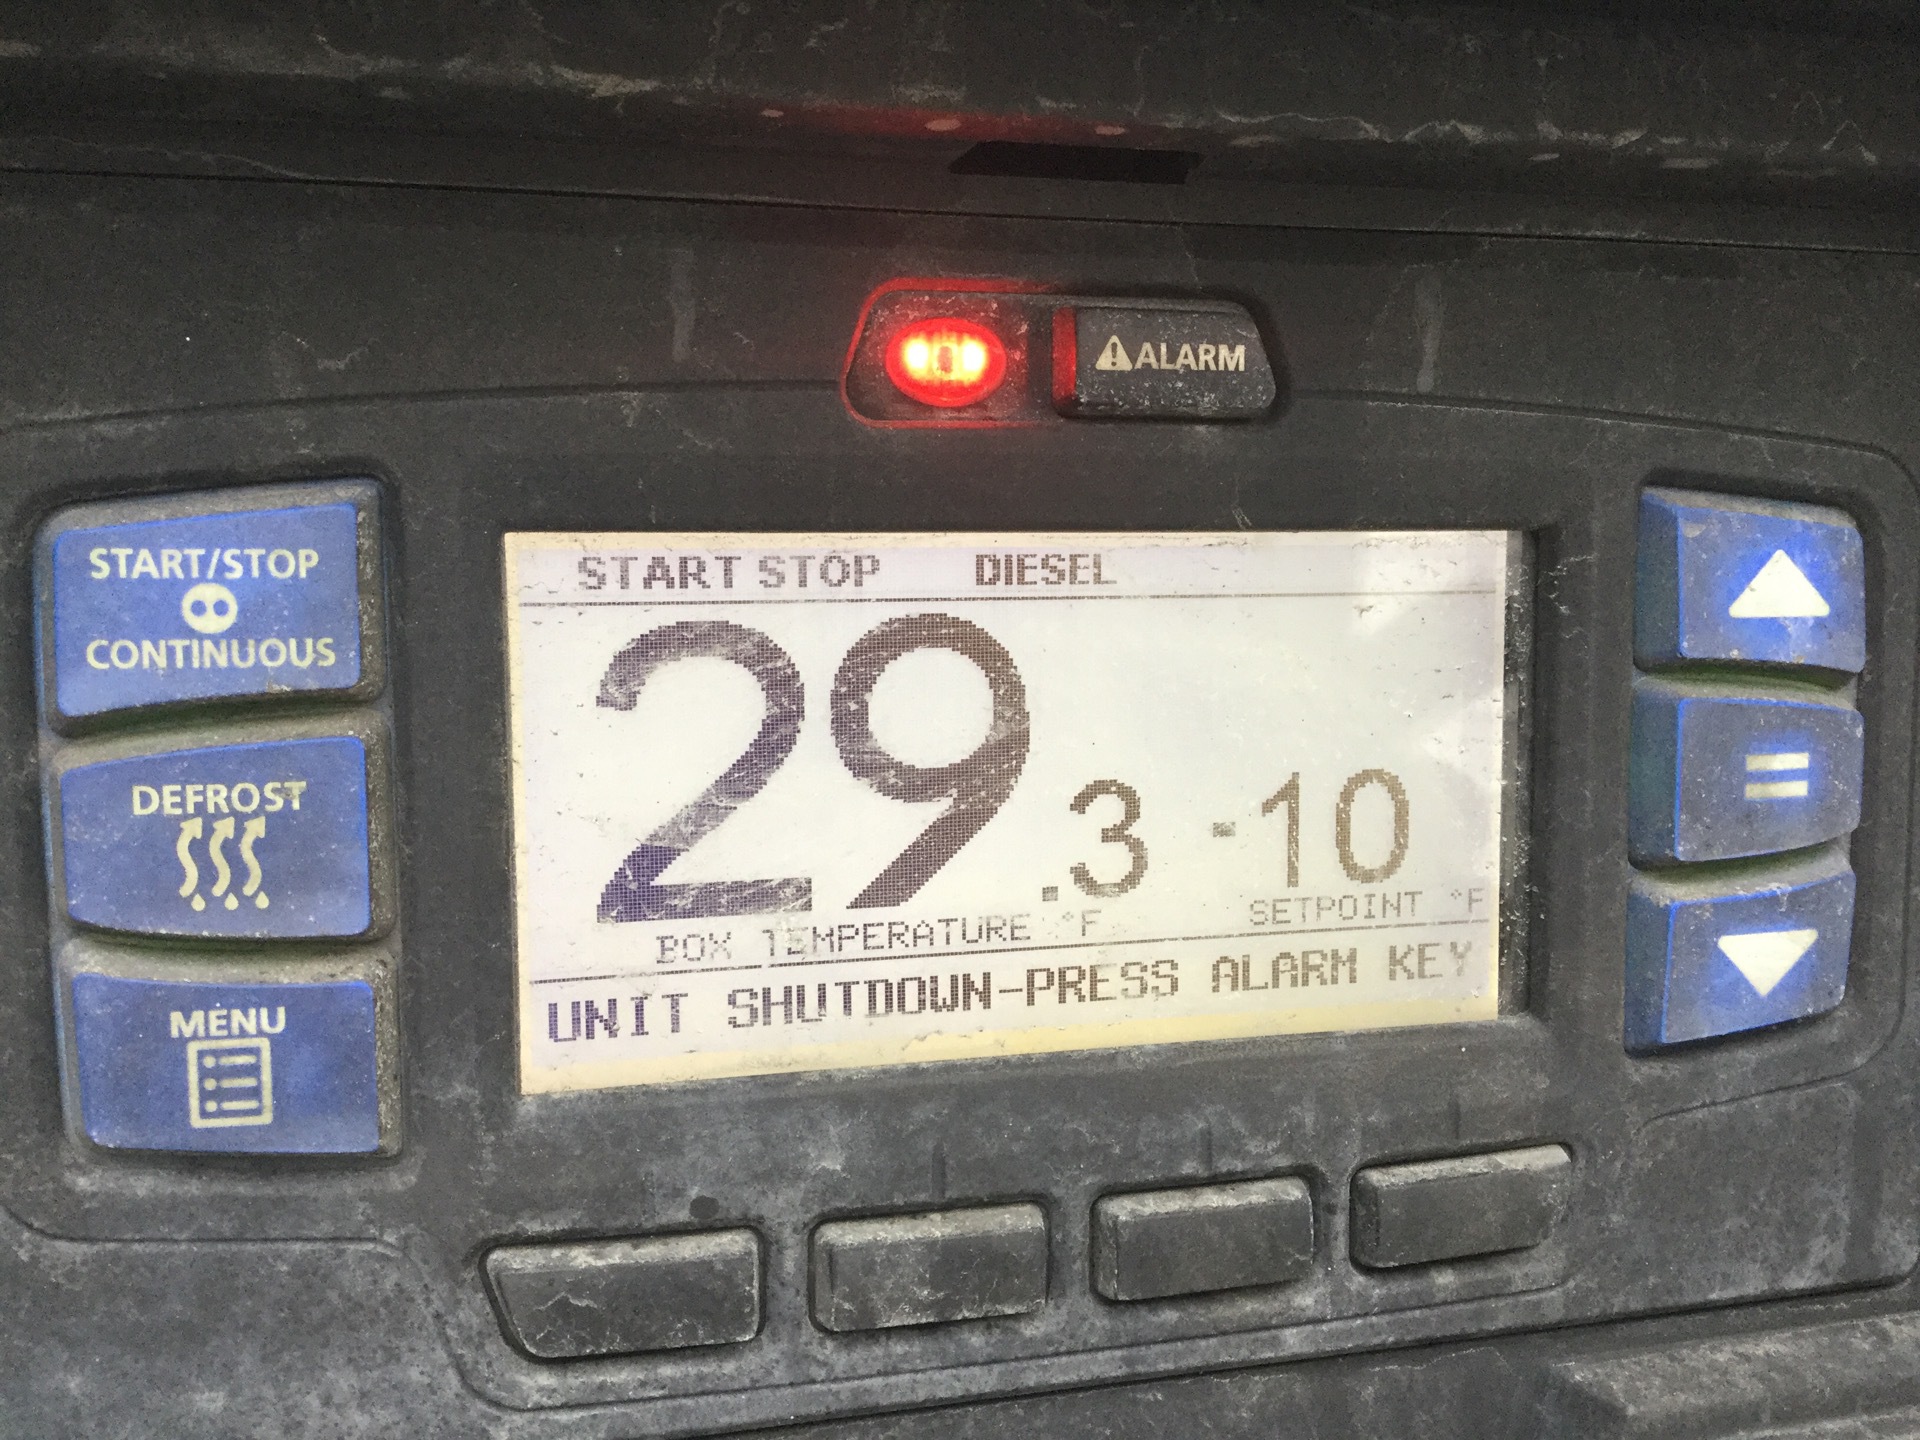 ALARM
START/STOP
CONTINUOUS
DEFROST
MENU
START STOP DIESEL
29.3 -10
BOX TEMPERATURE °F SETPOINT °F
UNIT SHUTDOWN-PRESS ALARM KEY